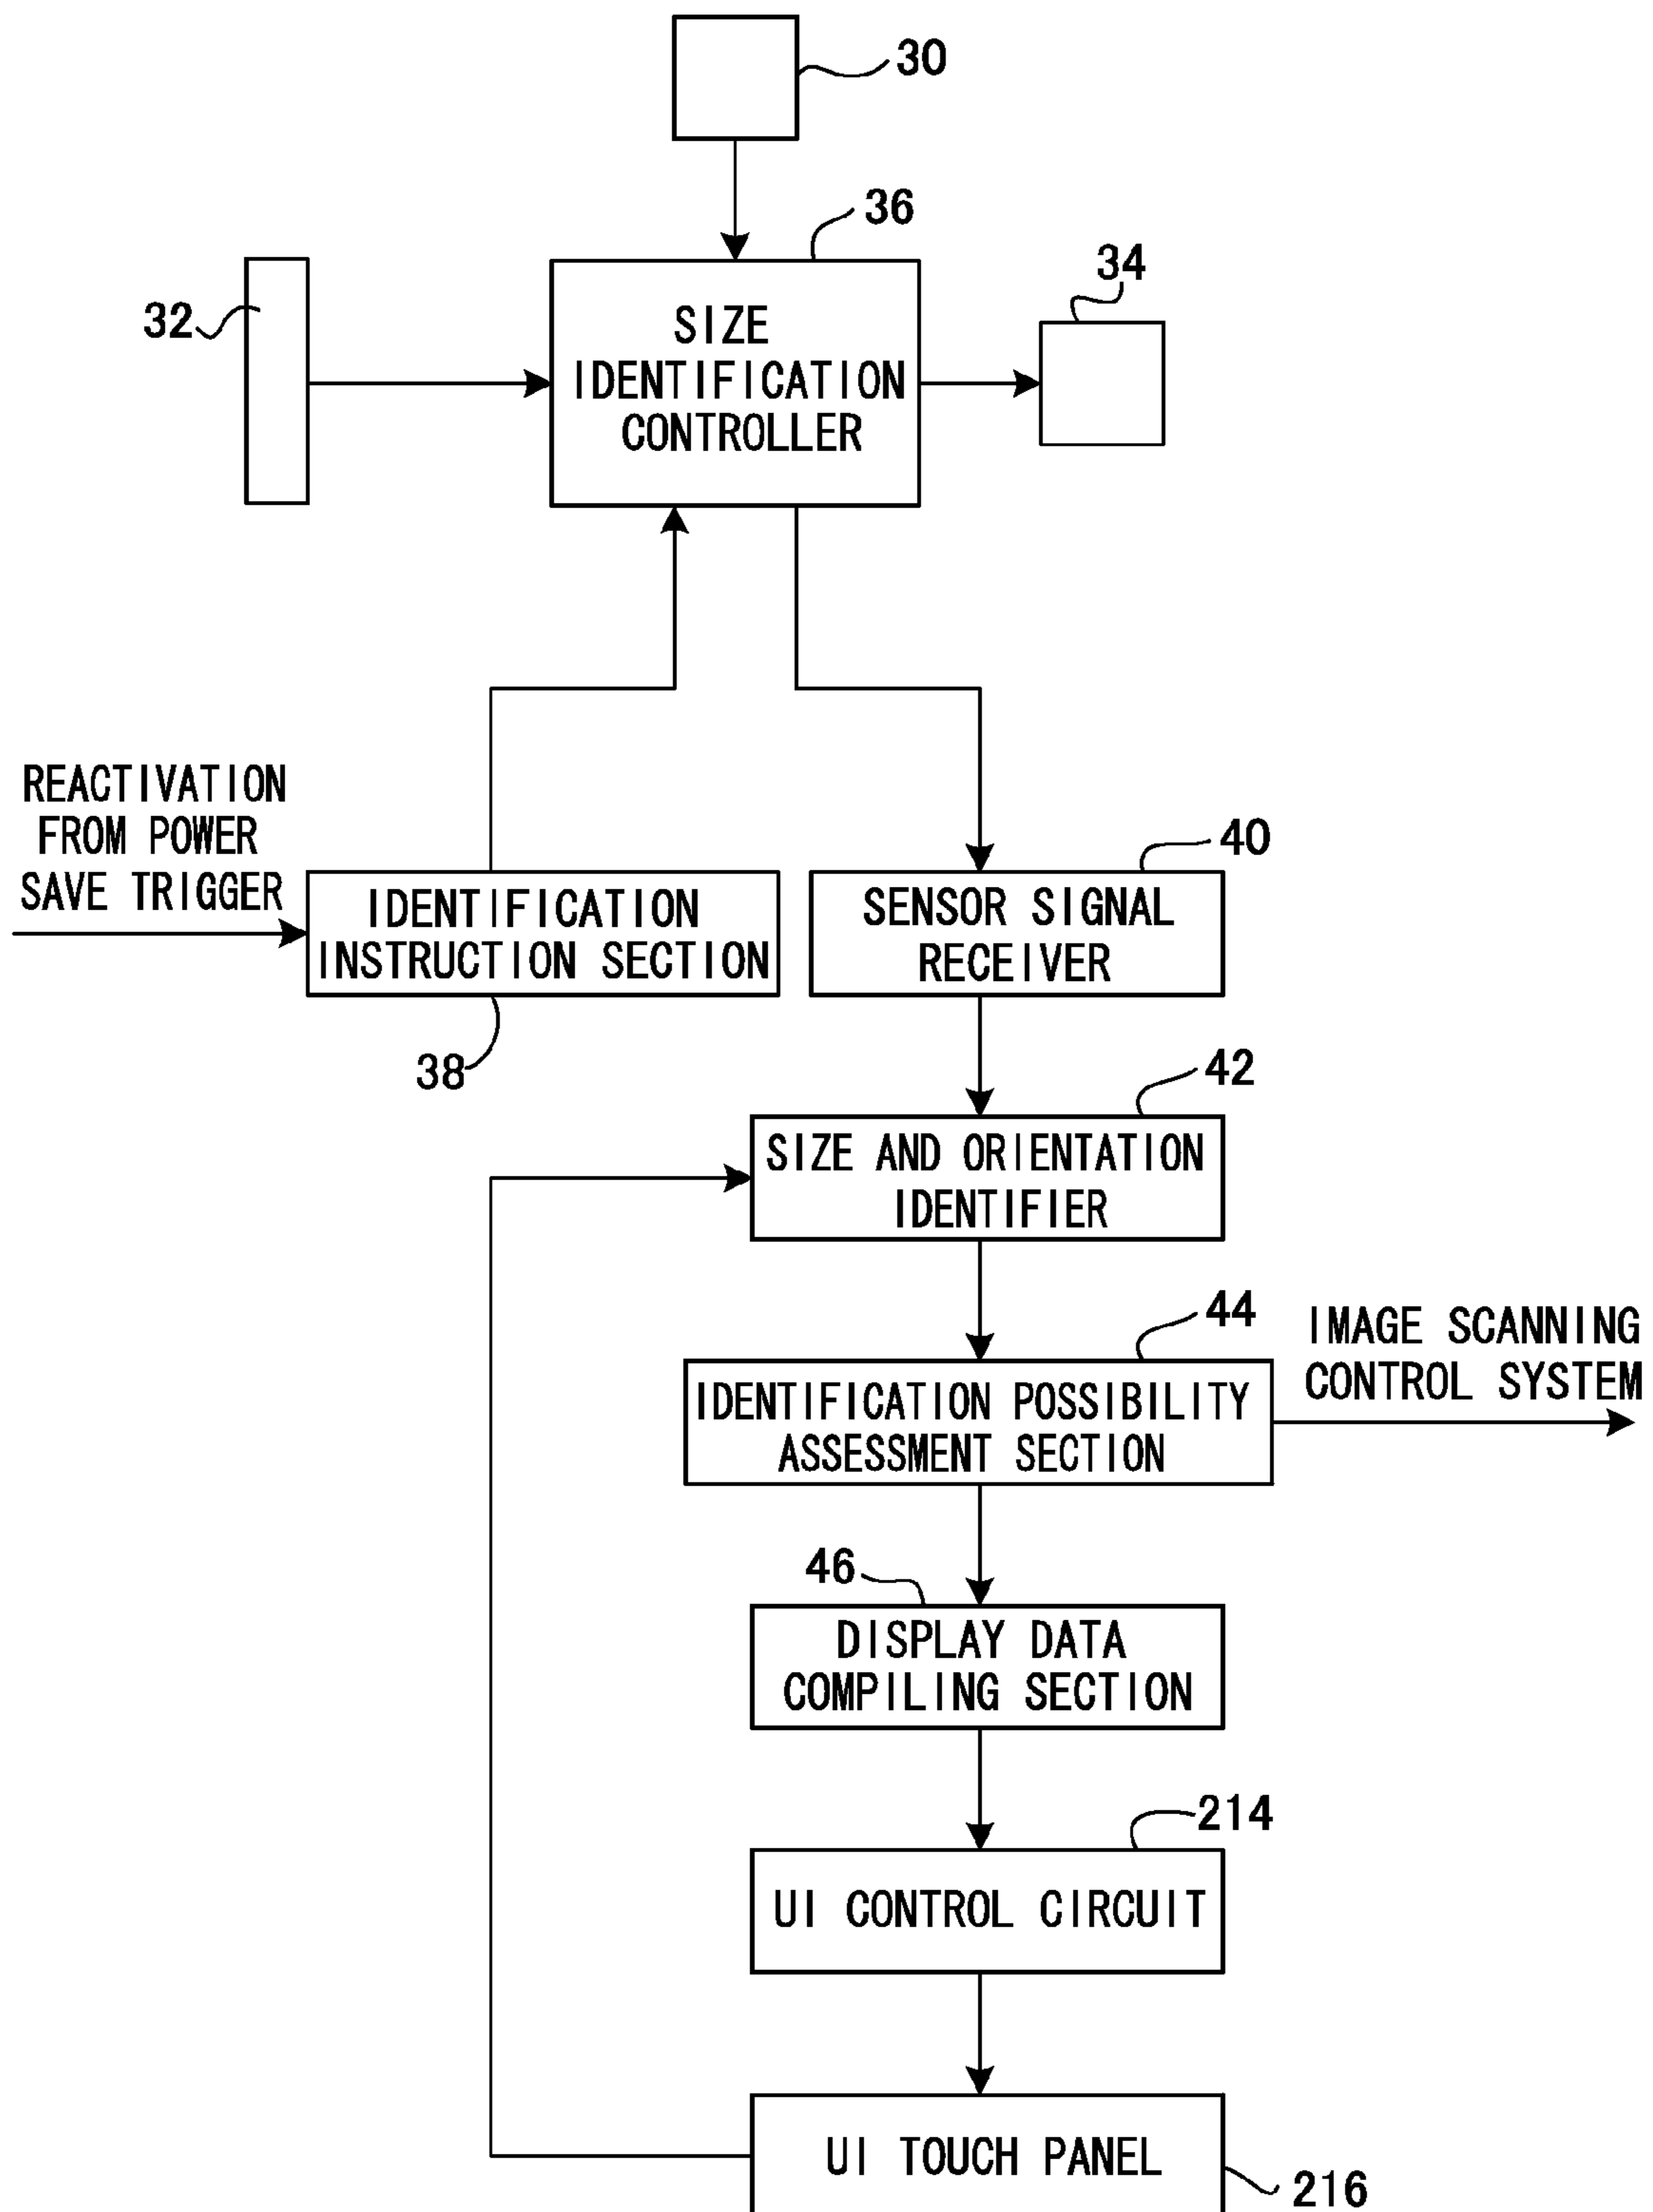 30
36
34
32
SIZE
IDENTIFICATION
CONTROLLER
REACTIVATION
FROM POWER
SAVE TRIGGER
40
IDENTIFICATION
INSTRUCTION SECTION
SENSOR SIGNAL
RECEIVER
38
42
SIZE AND ORIENTATION
IDENTIFIER
44
IMAGE SCANNING
CONTROL SYSTEM
IDENTIFICATION POSSIBILITY
ASSESSMENT SECTION
46
DISPLAY DATA
COMPILING SECTION
214
UI CONTROL CIRCUIT
UI TOUCH PANEL
216